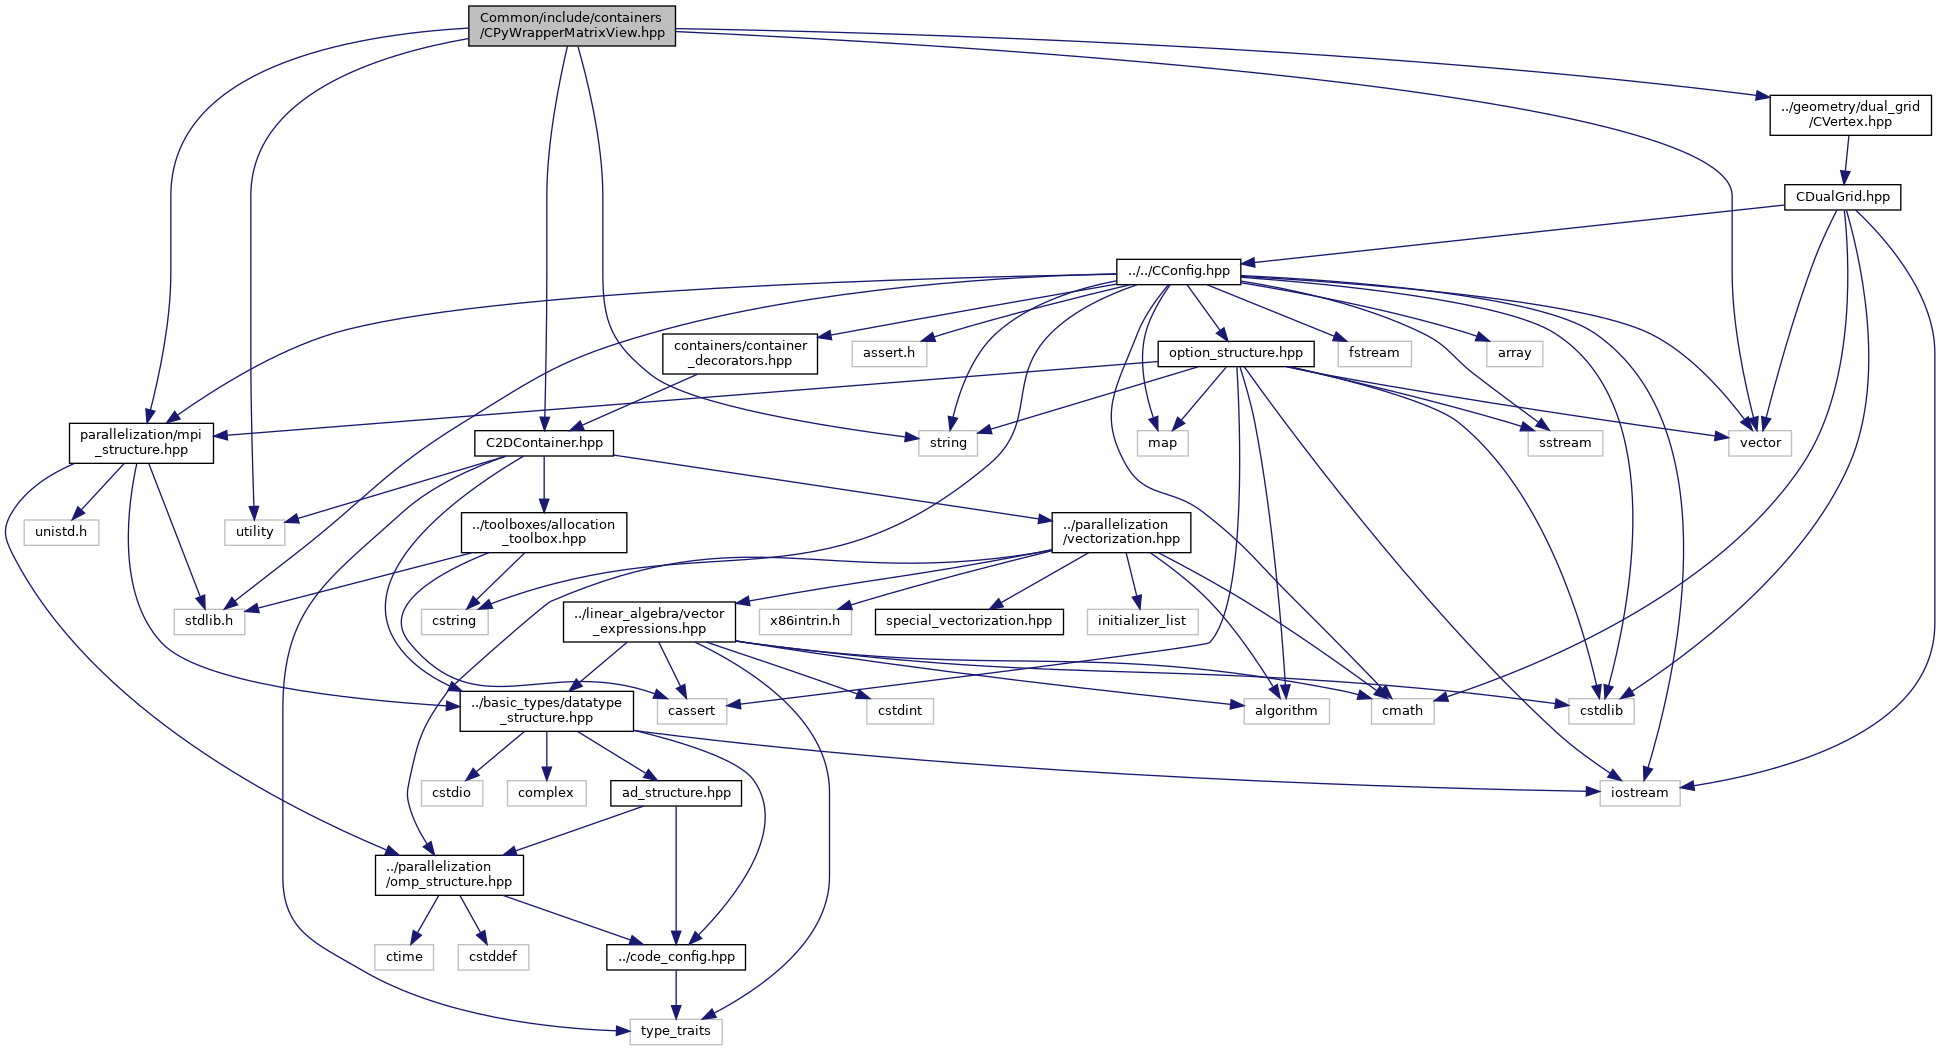 Common/include/containers
/CPyWrapperMatrixView.hpp
../geometry/dual_grid
/CVertex.hpp
CDualGrid.hpp
../../CConfig.hpp
containers/container
_decorators.hpp
assert.h
option_structure.hpp
fstream
array
parallelization/mpi
_structure.hpp
C2DContainer.hpp
string
map
sstream
vector
unistd.h
utility
../toolboxes/allocation
_toolbox.hpp
../parallelization
/vectorization.hpp
stdlib.h
cstring
../linear_algebra/vector
_expressions.hpp
x86intrin.h
special_vectorization.hpp
initializer_list
../basic_types/datatype
_structure.hpp
cassert
cstdint
algorithm
cmath
cstdlib
cstdio
complex
ad_structure.hpp
iostream
../parallelization
/omp_structure.hpp
ctime
cstddef
../code_config.hpp
type_traits